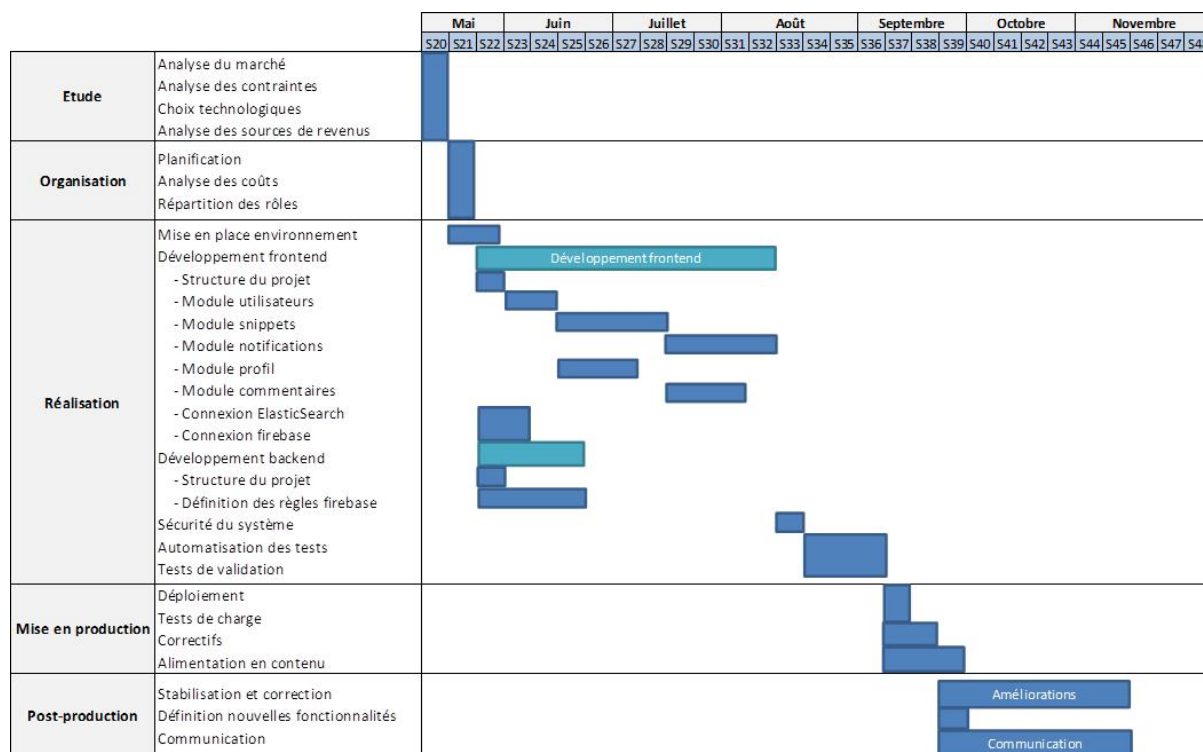 Mai Juin Juillet Août Septembre Octobre Novembre
S20 S21 S22 S23 S24 S25 S26 S27 S28 S29 S30 S31 S32 S33 S34 S35 S36 S37 S38 S39 S40 S41 S42 S43 S44 S45 S46 S47 S48
Etude
Analyse du marché
Analyse des contraintes
Choix technologiques
Analyse des sources de revenus
Organisation
Planification
Analyse des coûts
Répartition des rôles
Réalisation
Mise en place environnement
Développement frontend
Développement frontend
- Structure du projet
- Module utilisateurs
- Module snippets
- Module notifications
- Module profil
- Module commentaires
- Connexion ElasticSearch
- Connexion firebase
Développement backend
- Structure du projet
- Définition des règles firebase
Sécurité du système
Automatisation des tests
Tests de validation
Mise en production
Déploiement
Tests de charge
Correctifs
Alimentation en contenu
Post-production
Stabilisation et correction
Améliorations
Définition nouvelles fonctionnalités
Communication
Communication